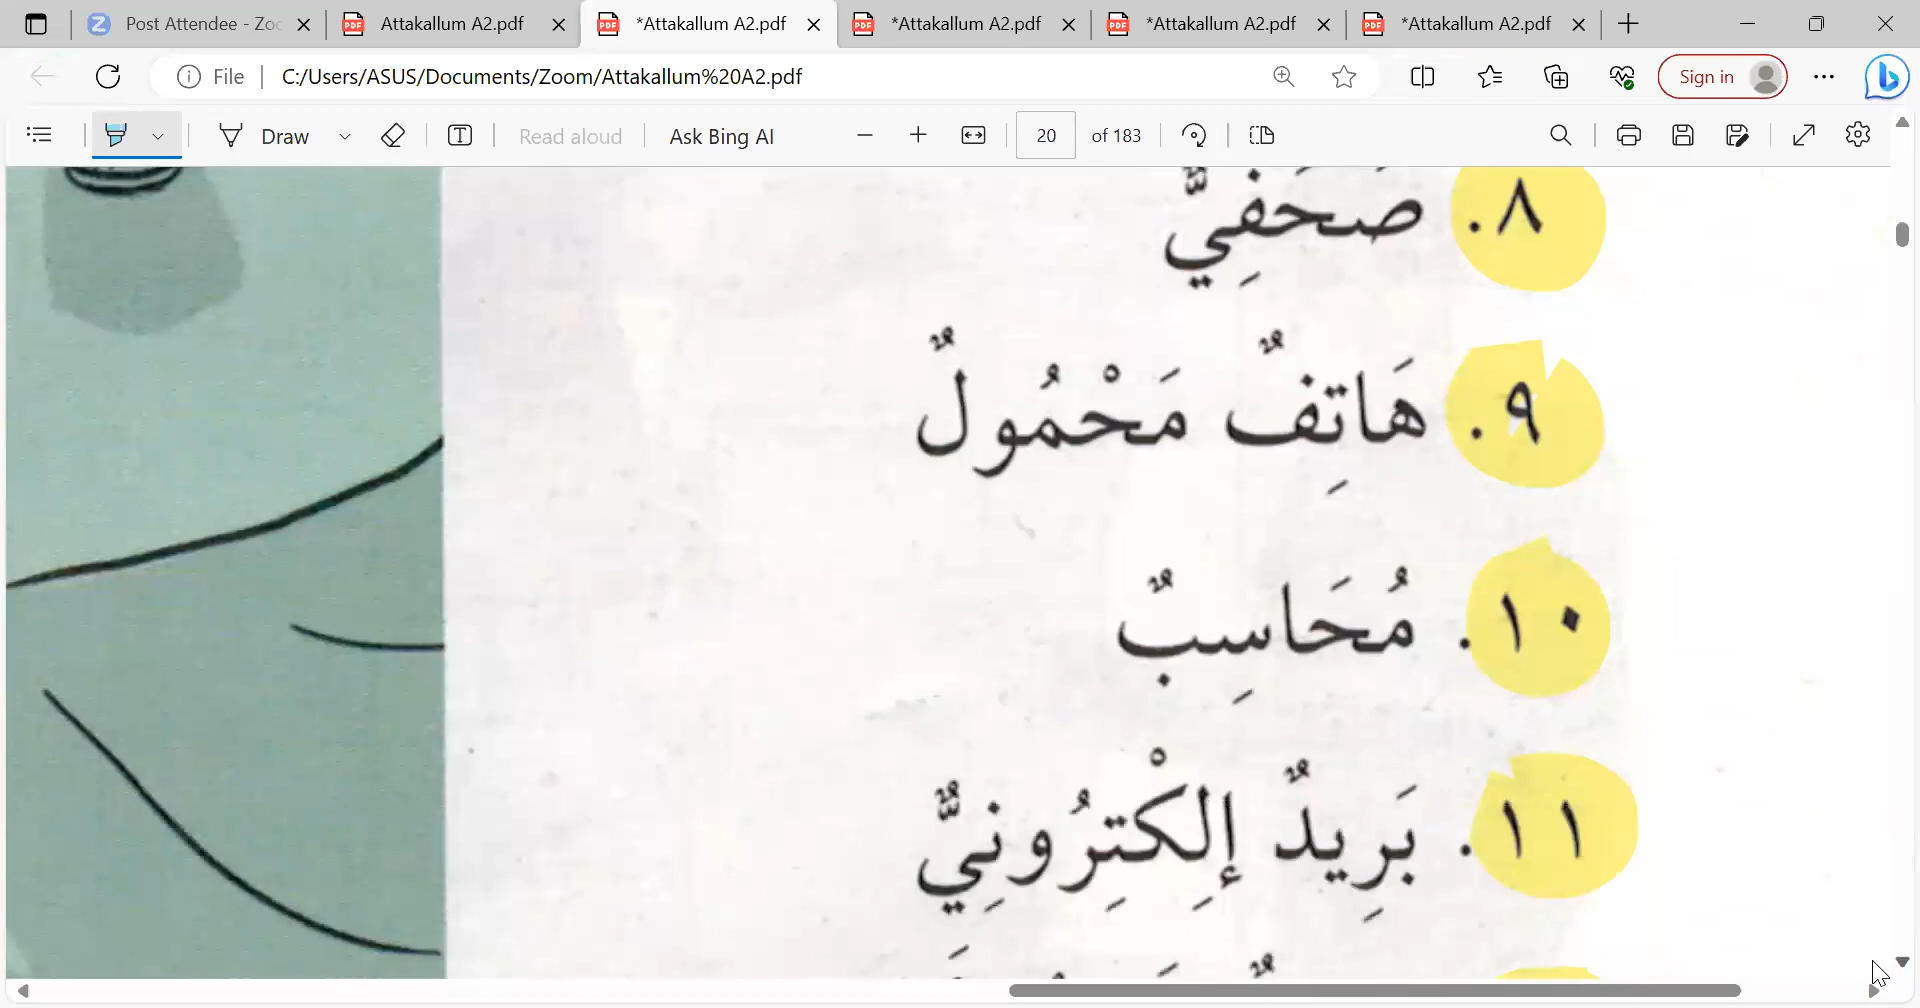 Post Attendee - Zo
Attakallum A2.pdf
*Attakallum A2.pdf
*Attakallum A2.pdf
*Attakallum A2.pdf
*Attakallum A2.pdf
File
C:/Users/ASUS/Documents/Zoom/Attakallum%20A2.pdf
Sign in
Draw
Read aloud
Ask Bing AI
20 of 183
٨. صَحَفِيٌّ
٩. هَاتِفٌ مَحْمُولٌ
١٠. مُحَاسِبٌ
١١. بَرِيدٌ إِلِكْتِرُونِيٌّ